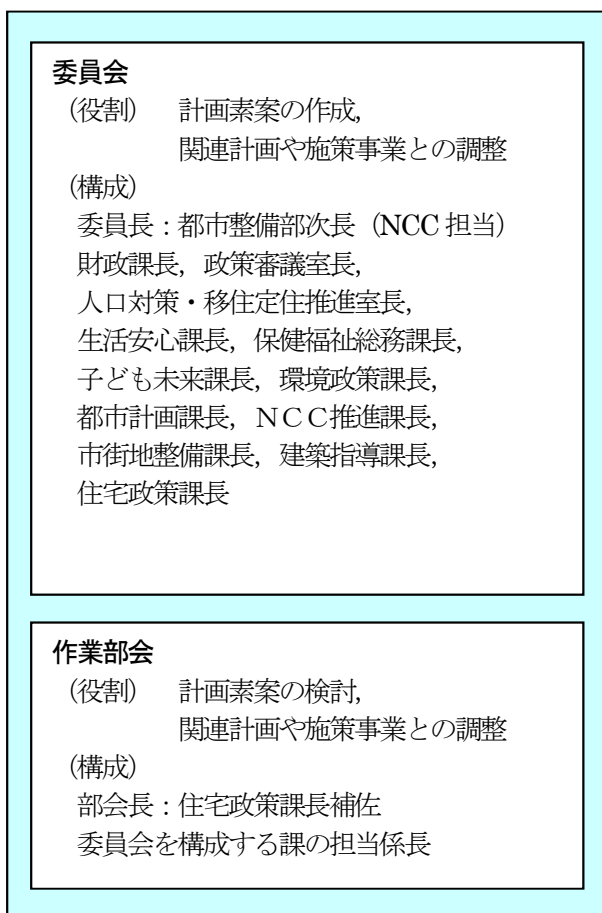 委員会
（役割）　計画素案の作成，
関連計画や施策事業との調整
（構成）
委員長：都市整備部次長（NCC 担当）
財政課長，政策審議室長，
人口対策・移住定住推進室長，
生活安心課長，保健福祉総務課長，
子ども未来課長，環境政策課長，
都市計画課長，ＮＣＣ推進課長，
市街地整備課長，建築指導課長，
住宅政策課長
作業部会
（役割）　計画素案の検討，
関連計画や施策事業との調整
（構成）
部会長：住宅政策課長補佐
委員会を構成する課の担当係長